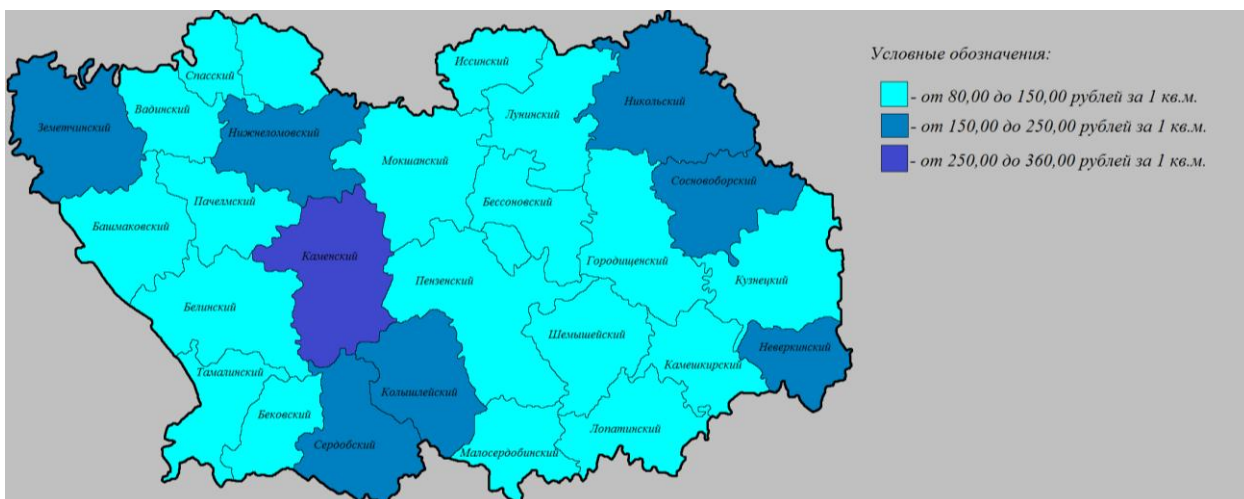 Условные обозначения:
- от 80,00 до 150,00 рублей за 1 кв.м.
- от 150,00 до 250,00 рублей за 1 кв.м.
- от 250,00 до 360,00 рублей за 1 кв.м.
Иссинский
Спасский
Никольский
Вадинский
Лунинский
Земетчинский
Нижнеломовский
Мокшанский
Сосновоборский
Пачелмский
Бессоновский
Башмаковский
Каменский
Городищенский
Кузнецкий
Пензенский
Белинский
Шемышейский
Неверкинский
Камешкирский
Тамалинский
Колышлейский
Бековский
Лопатинский
Сердобский
Малосердобинский